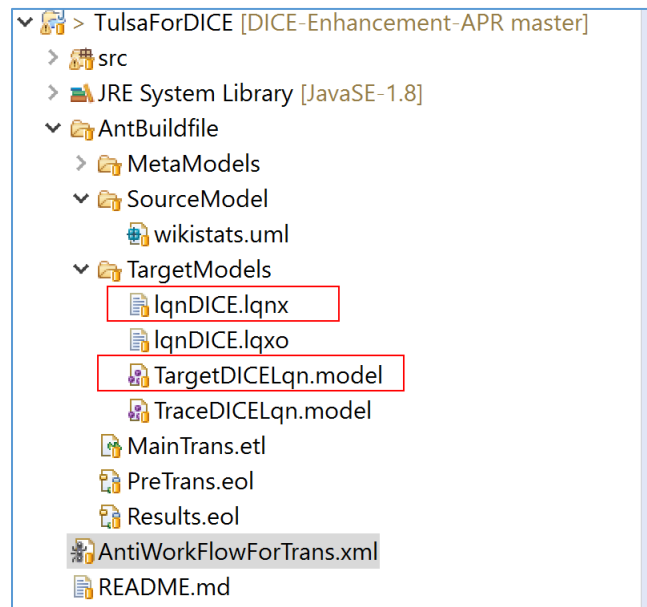 > TulsaForDICE [DICE-Enhancement-APR master]
src
JRE System Library [JavaSE-1.8]
AntBuildfile
MetaModels
SourceModel
wikistats.uml
TargetModels
lqnDICE.lqnx
lqnDICE.lqxo
TargetDICELqn.model
TraceDICELqn.model
MainTrans.etl
PreTrans.eol
Results.eol
AntiWorkFlowForTrans.xml
README.md